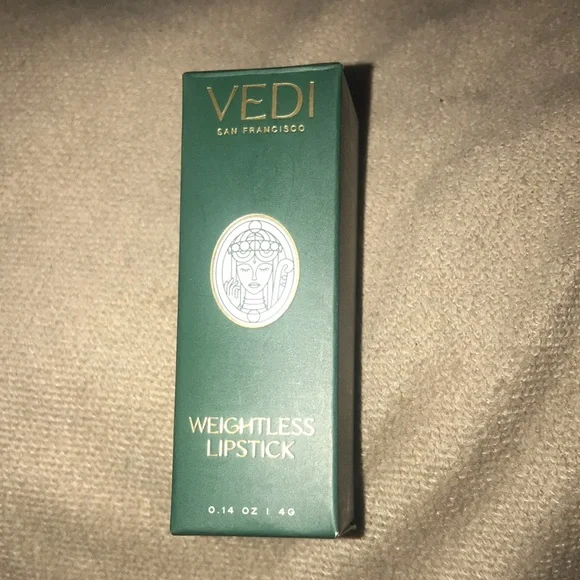 VEDI
SAN FRANCISCO
WEIGHTLESS
LIPSTICK
0.14 OZ | 4G